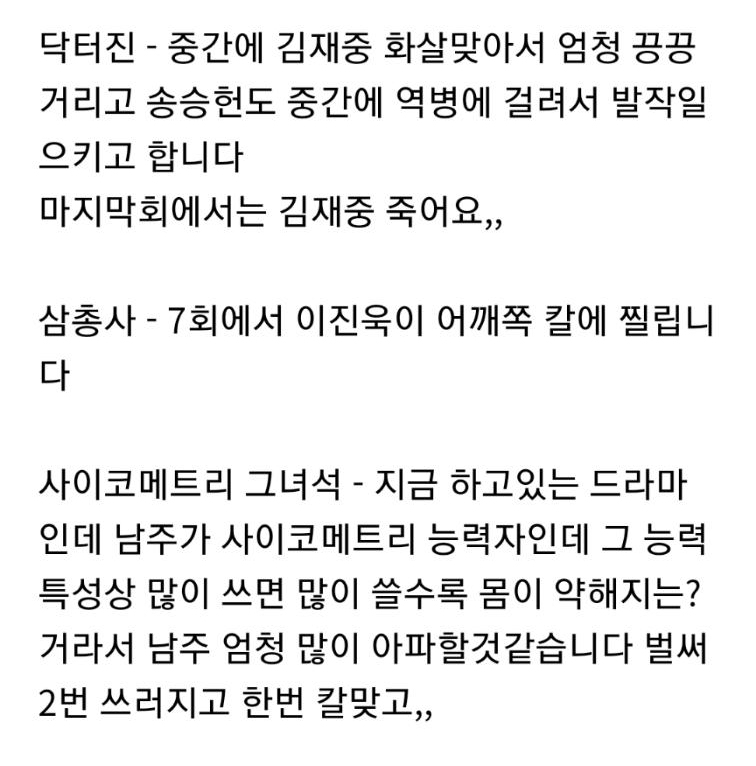 닥터진 - 중간에 김재중 화살맞아서 엄청 끙끙
거리고 송승헌도 중간에 역병에 걸려서 발작일
으키고 합니다
마지막회에서는 김재중 죽어요,,
삼총사 - 7회에서 이진욱이 어깨쪽 칼에 찔립니
다
사이코메트리 그녀석 - 지금 하고있는 드라마
인데 남주가 사이코메트리 능력자인데 그 능력
특성상 많이 쓰면 많이 쓸수록 몸이 약해지는?
거라서 남주 엄청 많이 아파할것같습니다 벌써
2번 쓰러지고 한번 칼맞고,,